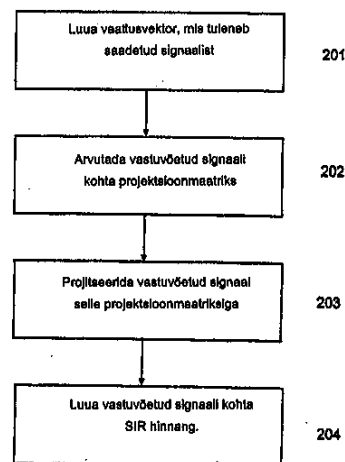 Luua vaatlusvektor, mis tuleneb
saadetud signaalist
201
Arvutada vastuvõetud signaali
kohta projektsioonmaatriks
202
Projitseerida vastuvõetud signaal
selle projektsioonmaatriksiga
203
Luua vastuvõetud signaali kohta
SIR hinnang.
204